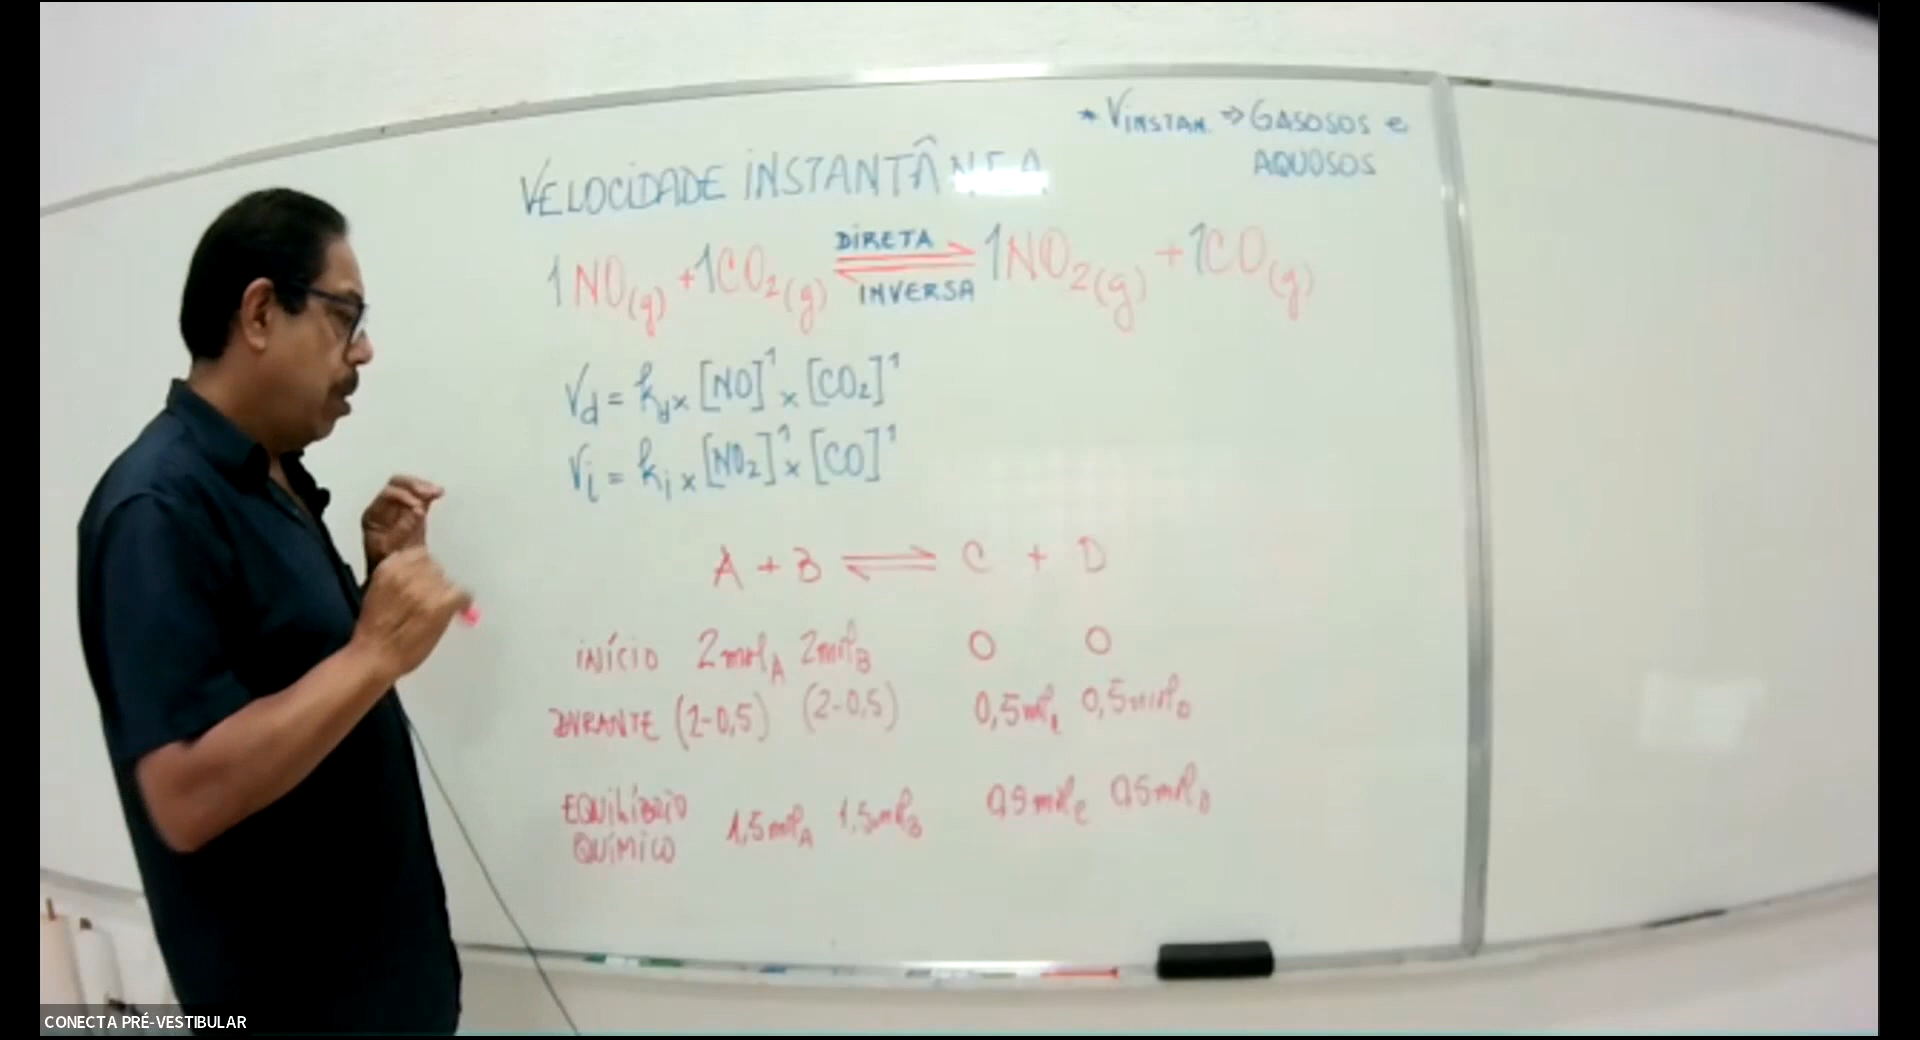 * VINSTAN. ⇒ GASOSOS e
AQUOSOS
VELOCIDADE INSTANTÂNEA
1NO(g) + 1CO2(g) ⇌ 1NO2(g) + 1CO(g)
DIRETA
INVERSA
Vd = kd x [NO]¹ x [CO2]¹
Vi = ki x [NO2]¹ x [CO]¹
A + B ⇌ C + D
INÍCIO 2molA 2molB 0 0
DURANTE (2-0,5) (2-0,5) 0,5mol 0,5molD
EQUILÍBRIO 1,5molA 1,5molB 0,5molC 0,5molD
QUÍMICO
CONECTA PRÉ-VESTIBULAR